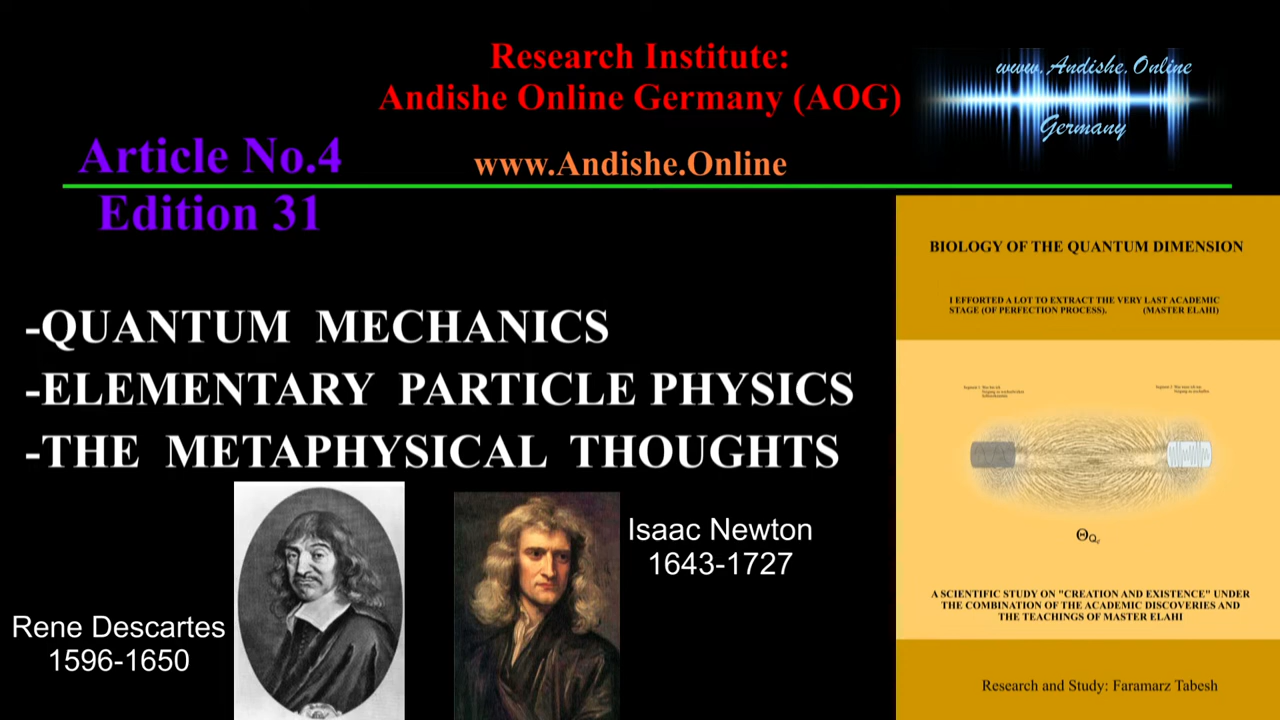 Research Institute:
Andishe Online Germany (AOG)
www.Andishe.Online
www.Andishe.Online
Germany
Article No.4
Edition 31
-QUANTUM MECHANICS
-ELEMENTARY PARTICLE PHYSICS
-THE METAPHYSICAL THOUGHTS
Rene Descartes
1596-1650
Isaac Newton
1643-1727
BIOLOGY OF THE QUANTUM DIMENSION
I EFFORTED A LOT TO EXTRACT THE VERY LAST ACADEMIC
STAGE (OF PERFECTION PROCESS). (MASTER ELAHI)
A SCIENTIFIC STUDY ON "CREATION AND EXISTENCE" UNDER
THE COMBINATION OF THE ACADEMIC DISCOVERIES AND
THE TEACHINGS OF MASTER ELAHI
Research and Study: Faramarz Tabesh